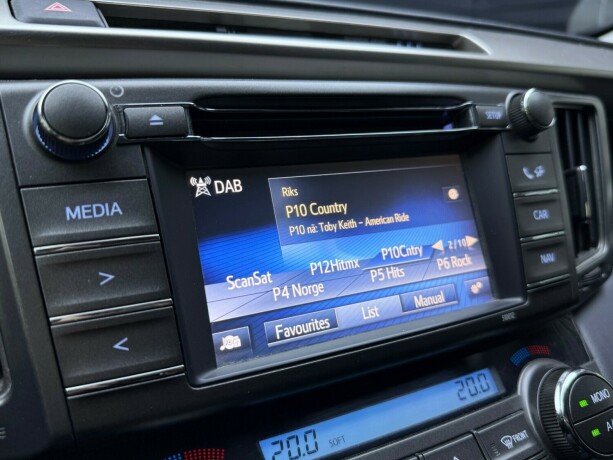 SETUP
MEDIA
CAR
NAV
DAB
Riks
P10 Country
P10 nå: Toby Keith – American Ride
ScanSat P12Hitmx P10Cntry 2/10
P4 Norge P5 Hits P6 Rock
Favourites List Manual
20.0 SOFT 20.0
FRONT
MONO